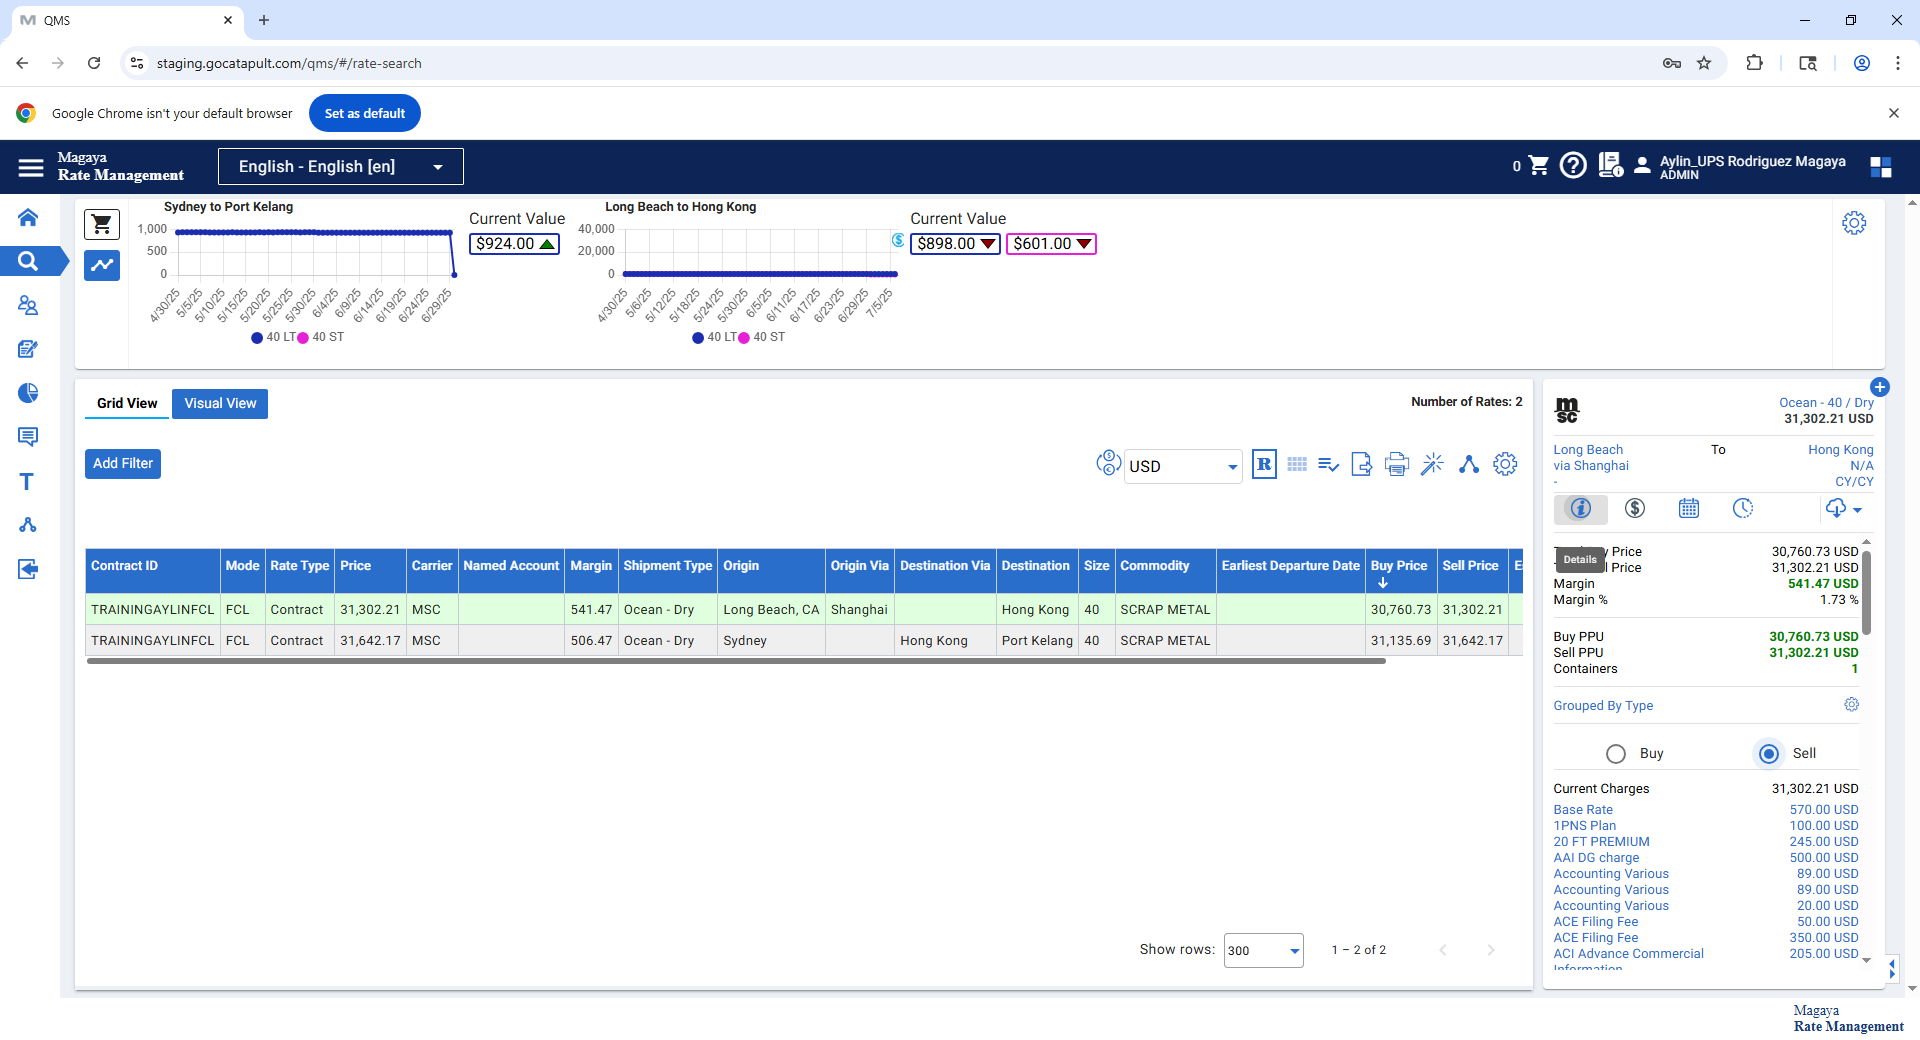 QMS
staging.gocatapult.com/qms/#/rate-search
Google Chrome isn't your default browser
Set as default
Magaya
Rate Management
English - English [en]
0
Aylin_UPS Rodriguez Magaya
ADMIN
Sydney to Port Kelang
1,000
500
0
4/30/25 5/5/25 5/10/25 5/15/25 5/20/25 5/25/25 5/30/25 6/4/25 6/9/25 6/14/25 6/19/25 6/24/25 6/29/25
40 LT 40 ST
Current Value
$924.00
Long Beach to Hong Kong
40,000
20,000
0
4/30/25 5/6/25 5/12/25 5/18/25 5/24/25 5/30/25 6/5/25 6/11/25 6/17/25 6/23/25 6/29/25 7/5/25
40 LT 40 ST
Current Value
$898.00 $601.00
Grid View
Visual View
Number of Rates: 2
Add Filter
USD
R
Contract ID Mode Rate Type Price Carrier Named Account Margin Shipment Type Origin Origin Via Destination Via Destination Size Commodity Earliest Departure Date Buy Price Sell Price
TRAININGAYLINFCL FCL Contract 31,302.21 MSC 541.47 Ocean - Dry Long Beach, CA Shanghai Hong Kong 40 SCRAP METAL 30,760.73 31,302.21
TRAININGAYLINFCL FCL Contract 31,642.17 MSC 506.47 Ocean - Dry Sydney Hong Kong Port Kelang 40 SCRAP METAL 31,135.69 31,642.17
Show rows: 300 1 – 2 of 2
msc
Ocean - 40 / Dry
31,302.21 USD
Long Beach To Hong Kong
via Shanghai N/A
- CY/CY
Details
Price 30,760.73 USD
Price 31,302.21 USD
Margin 541.47 USD
Margin % 1.73 %
Buy PPU 30,760.73 USD
Sell PPU 31,302.21 USD
Containers 1
Grouped By Type
Buy Sell
Current Charges 31,302.21 USD
Base Rate 570.00 USD
1PNS Plan 100.00 USD
20 FT PREMIUM 245.00 USD
AAI DG charge 500.00 USD
Accounting Various 89.00 USD
Accounting Various 89.00 USD
Accounting Various 20.00 USD
ACE Filing Fee 50.00 USD
ACE Filing Fee 350.00 USD
ACI Advance Commercial 205.00 USD
Information
Magaya
Rate Management